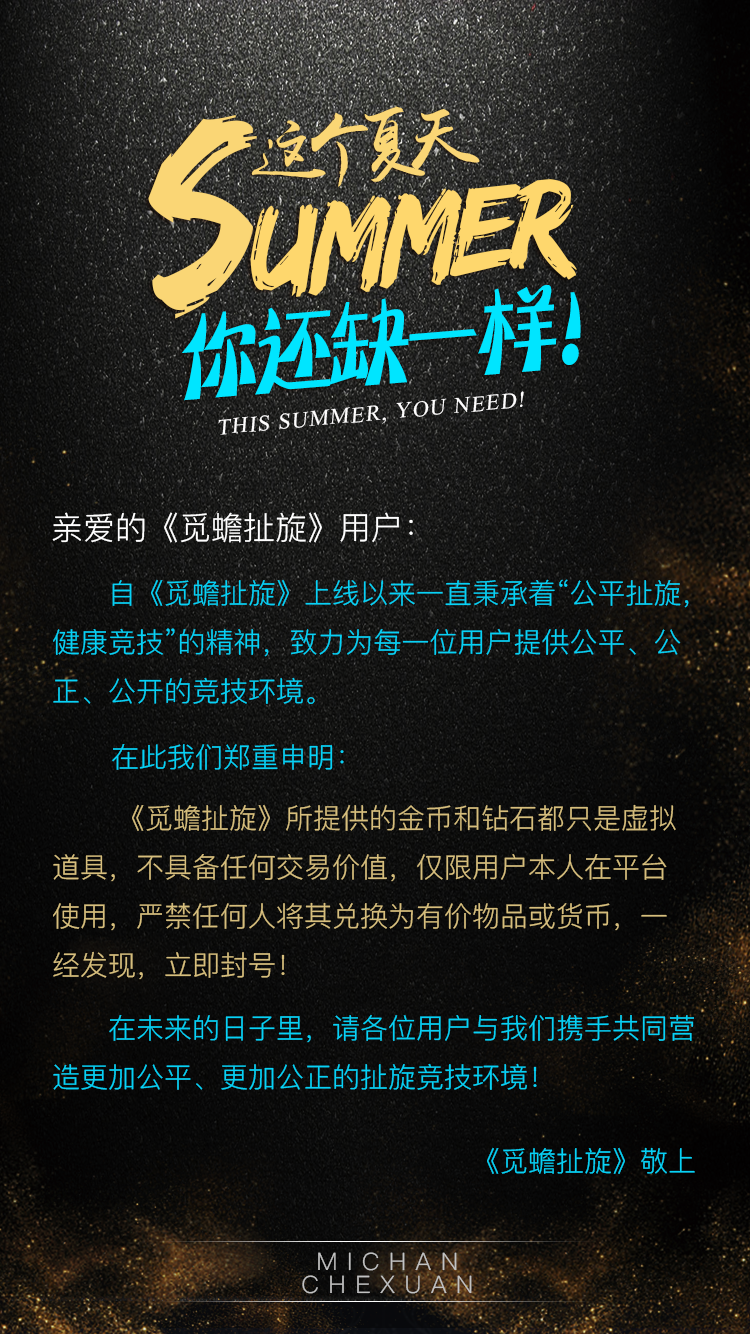 这个夏天
SUMMER
你还缺一样!
THIS SUMMER, YOU NEED!
亲爱的《觅蟾扯旋》用户：
自《觅蟾扯旋》上线以来一直秉承着“公平扯旋，
健康竞技”的精神，致力为每一位用户提供公平、公
正、公开的竞技环境。
在此我们郑重申明：
《觅蟾扯旋》所提供的金币和钻石都只是虚拟
道具，不具备任何交易价值，仅限用户本人在平台
使用，严禁任何人将其兑换为有价物品或货币，一
经发现，立即封号！
在未来的日子里，请各位用户与我们携手共同营
造更加公平、更加公正的扯旋竞技环境！
《觅蟾扯旋》敬上
MICHAN
CHEXUAN